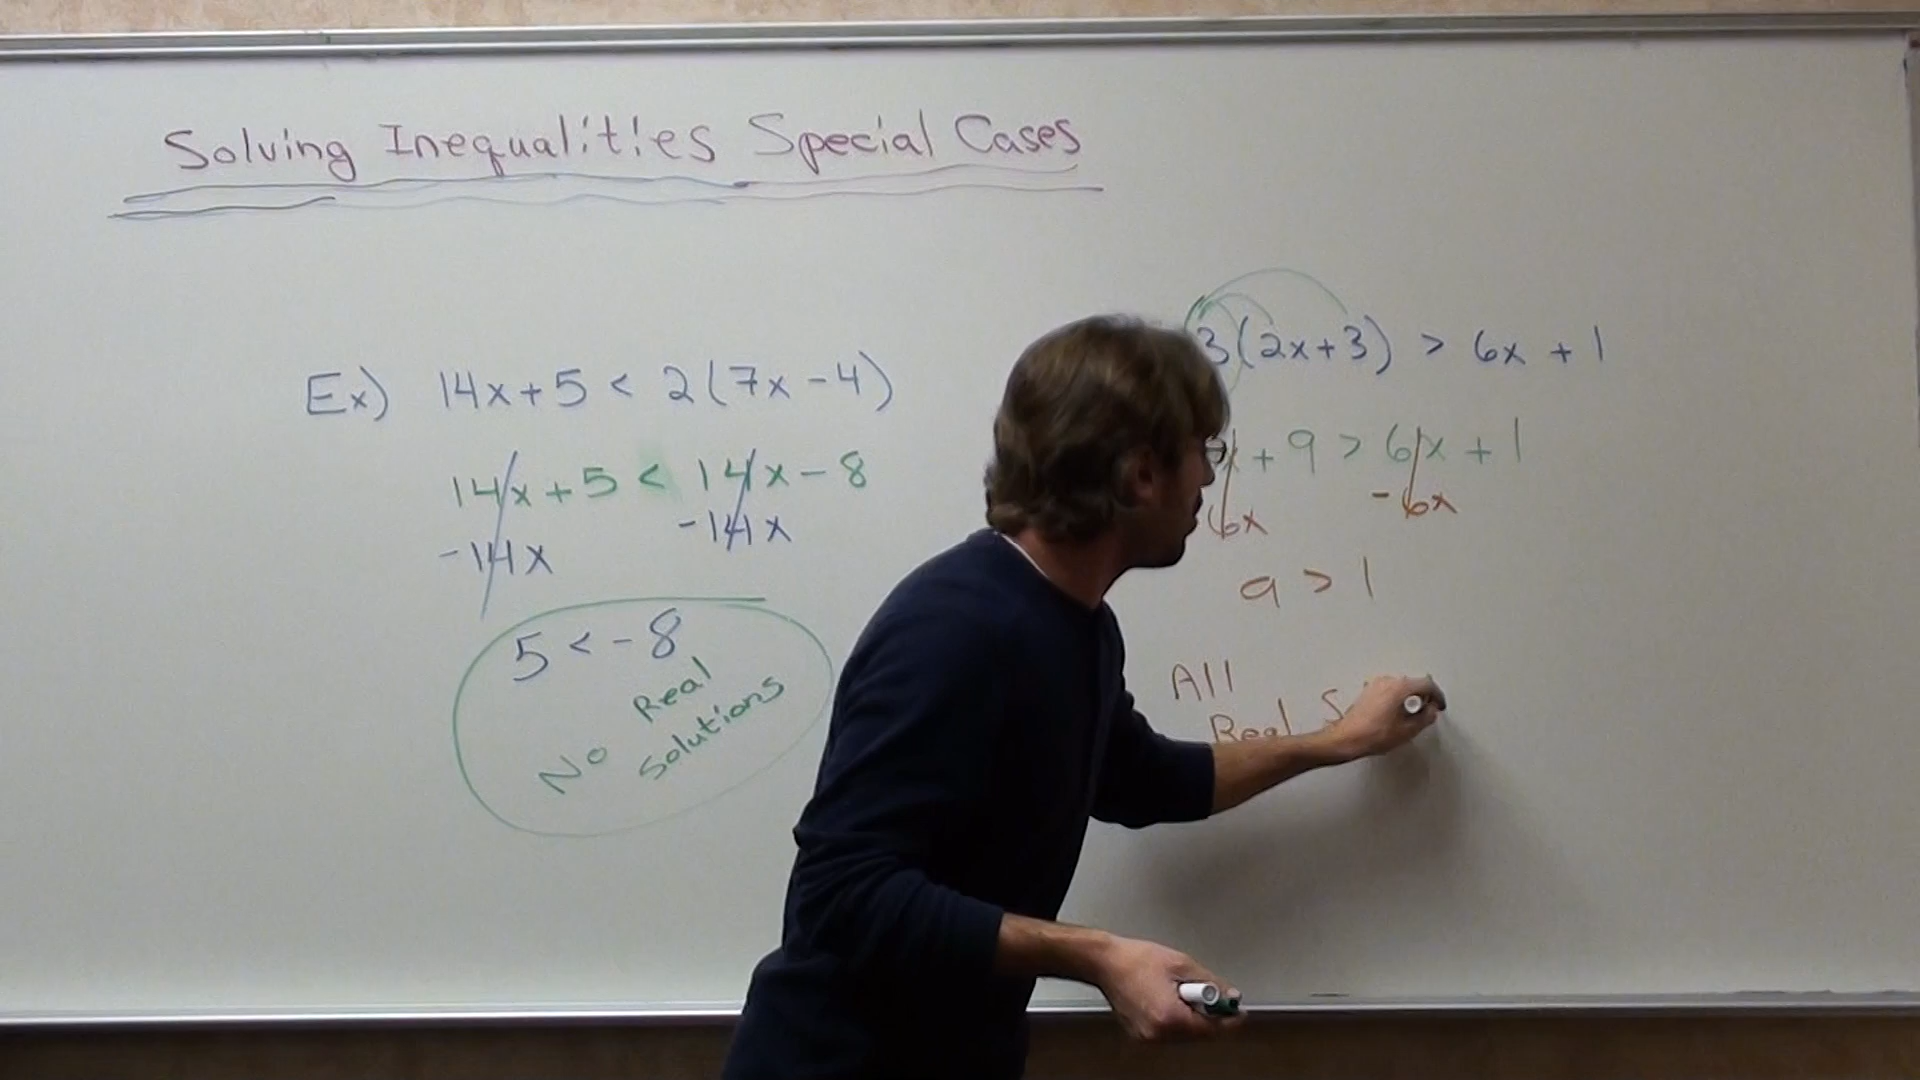 Solving Inequalities Special Cases
Ex) 14x + 5 < 2(7x - 4)
14x + 5 < 14x - 8
-14x -14x
5 < -8
No Real Solutions
3(2x+3) > 6x + 1
+ 9 > 6x + 1
6x - 6x
9 > 1
All
Real